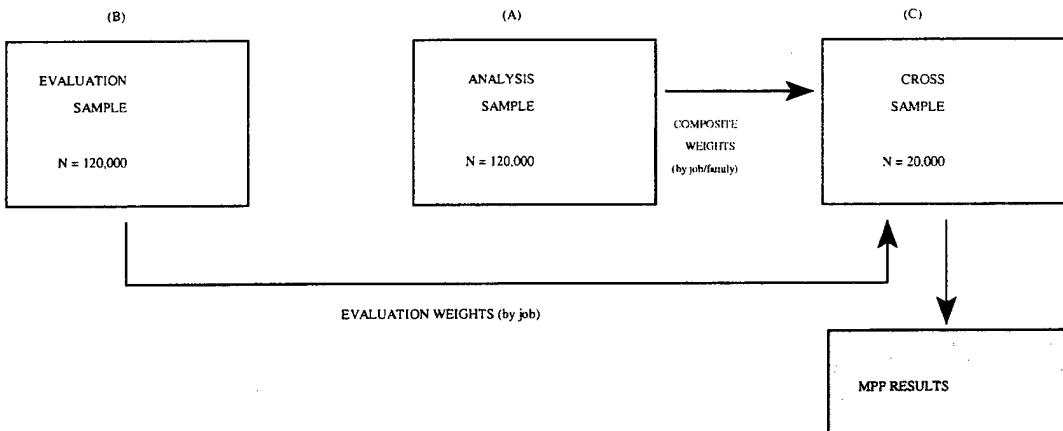 (B)
(A)
(C)
EVALUATION
SAMPLE
N = 120,000
ANALYSIS
SAMPLE
N = 120,000
COMPOSITE
WEIGHTS
(by job/family)
CROSS
SAMPLE
N = 20,000
EVALUATION WEIGHTS (by job)
MPP RESULTS